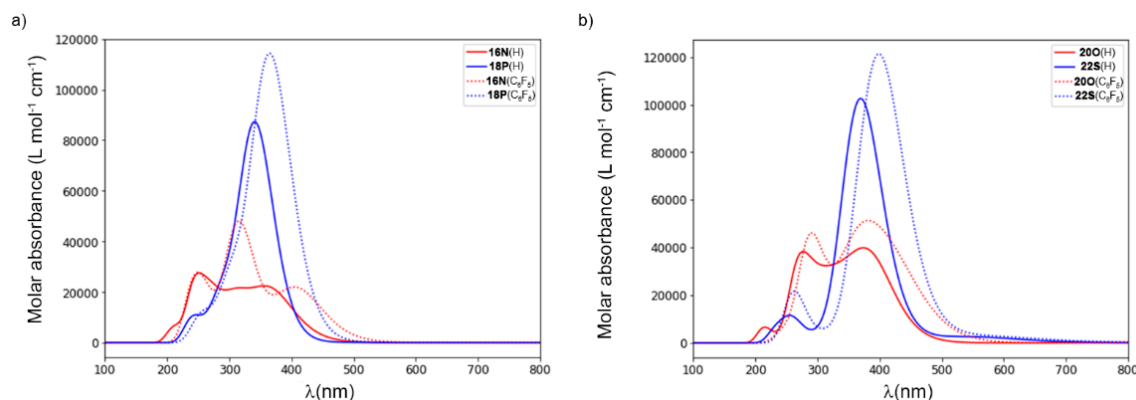 a)
120000
100000
80000
60000
40000
20000
0
Molar absorbance (L mol⁻¹ cm⁻¹)
16N(H)
18P(H)
16N(C₆F₅)
18P(C₆F₅)
100 200 300 400 500 600 700 800
λ(nm)
b)
120000
100000
80000
60000
40000
20000
0
Molar absorbance (L mol⁻¹ cm⁻¹)
20O(H)
22S(H)
20O(C₆F₅)
22S(C₆F₅)
100 200 300 400 500 600 700 800
λ(nm)